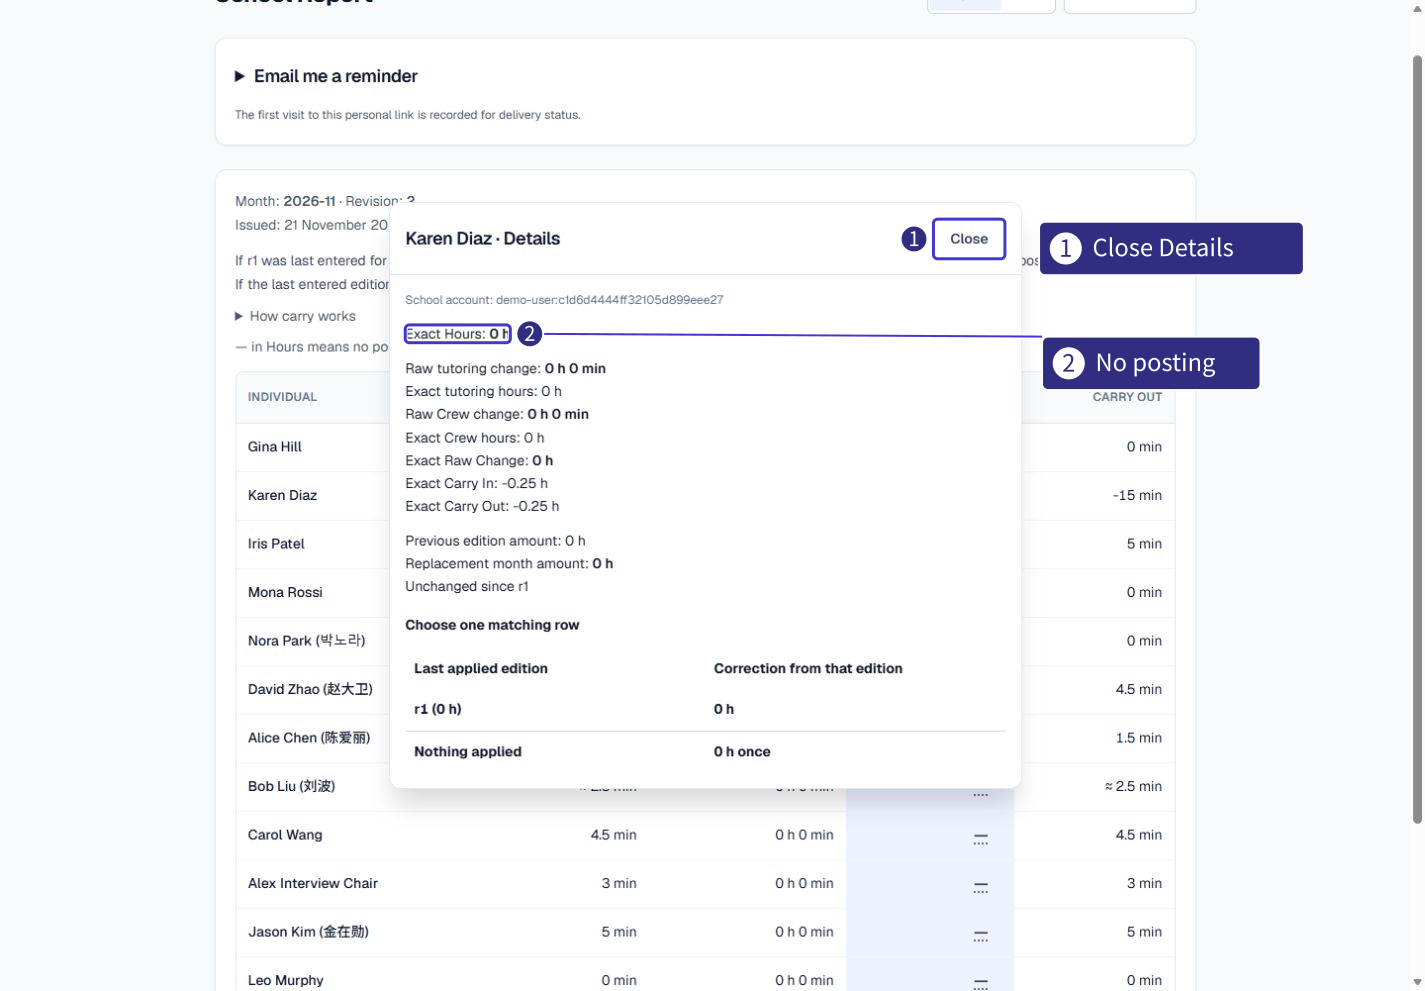 School Report
▶ Email me a reminder
The first visit to this personal link is recorded for delivery status.
Month: 2026-11 · Revision: 2
Issued: 21 November 20
If r1 was last entered for
If the last entered edition
▶ How carry works
— in Hours means no po
Karen Diaz · Details
1
Close
1 Close Details
School account: demo-user:c1d6d4444ff32105d899eee27
Exact Hours: 0 h
2
2 No posting
Raw tutoring change: 0 h 0 min
Exact tutoring hours: 0 h
Raw Crew change: 0 h 0 min
Exact Crew hours: 0 h
Exact Raw Change: 0 h
Exact Carry In: -0.25 h
Exact Carry Out: -0.25 h
Previous edition amount: 0 h
Replacement month amount: 0 h
Unchanged since r1
Choose one matching row
Last applied edition Correction from that edition
r1 (0 h) 0 h
Nothing applied 0 h once
INDIVIDUAL CARRY OUT
Gina Hill 0 min
Karen Diaz -15 min
Iris Patel 5 min
Mona Rossi 0 min
Nora Park (박노라) 0 min
David Zhao (赵大卫) 4.5 min
Alice Chen (陈爱丽) 1.5 min
Bob Liu (刘波) ≈ 2.5 min
Carol Wang 4.5 min 0 h 0 min — 4.5 min
Alex Interview Chair 3 min 0 h 0 min — 3 min
Jason Kim (金在勋) 5 min 0 h 0 min — 5 min
Leo Murphy 0 min 0 h 0 min — 0 min